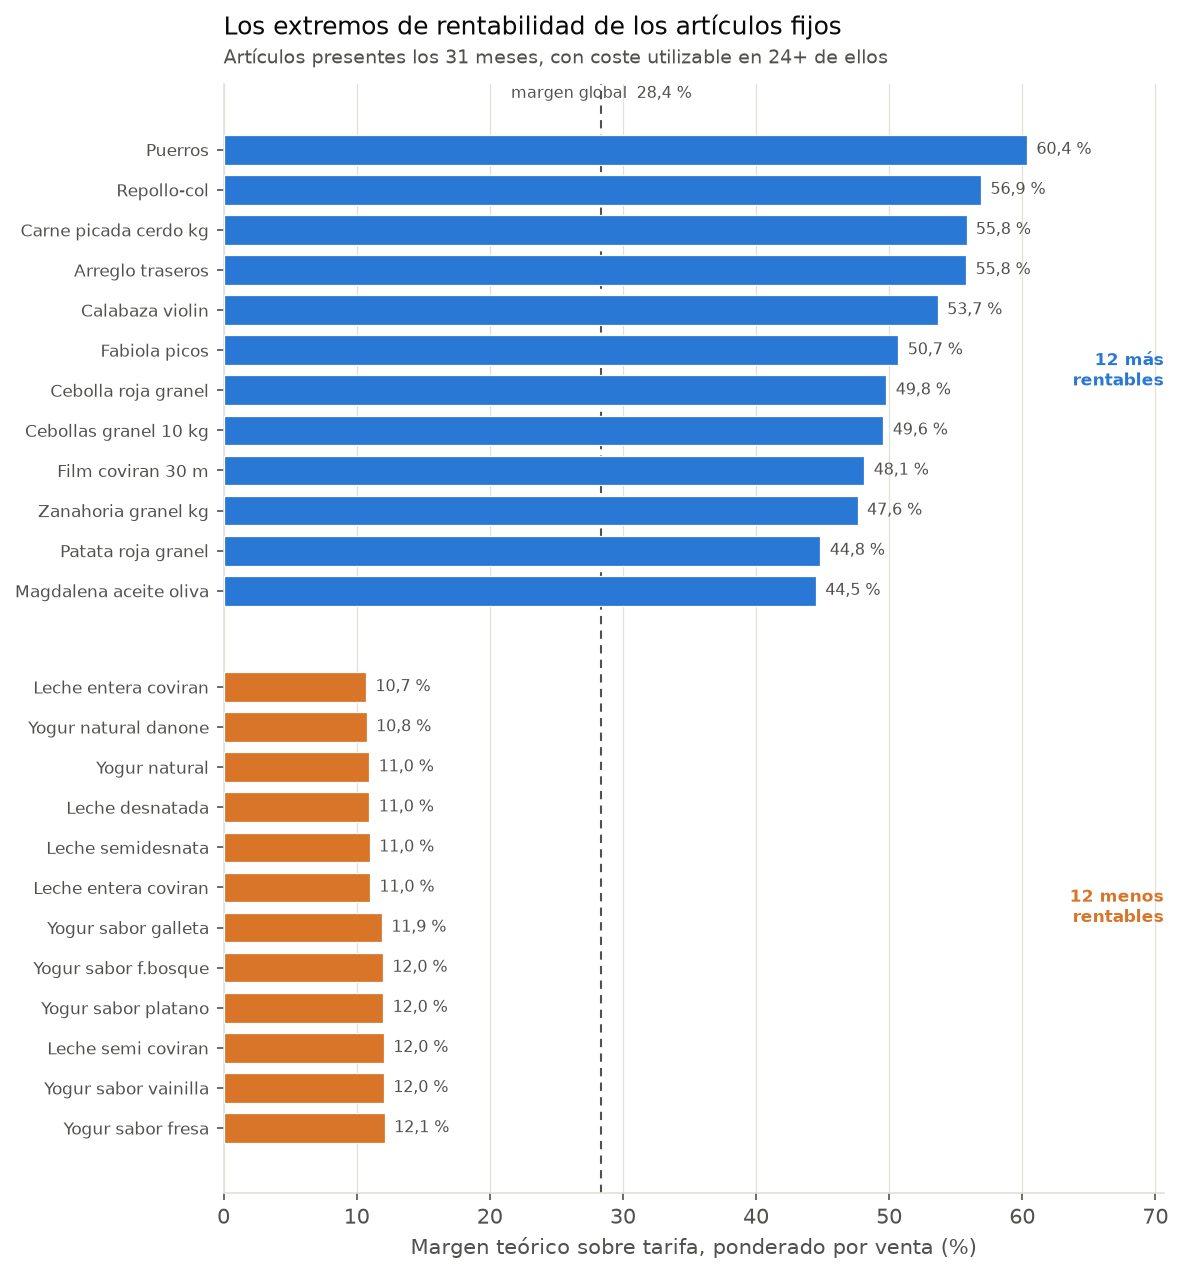 Los extremos de rentabilidad de los artículos fijos
Artículos presentes los 31 meses, con coste utilizable en 24+ de ellos
margen global 28,4 %
Puerros 60,4 %
Repollo-col 56,9 %
Carne picada cerdo kg 55,8 %
Arreglo traseros 55,8 %
Calabaza violin 53,7 %
Fabiola picos 50,7 %
12 más
rentables
Cebolla roja granel 49,8 %
Cebollas granel 10 kg 49,6 %
Film coviran 30 m 48,1 %
Zanahoria granel kg 47,6 %
Patata roja granel 44,8 %
Magdalena aceite oliva 44,5 %
Leche entera coviran 10,7 %
Yogur natural danone 10,8 %
Yogur natural 11,0 %
Leche desnatada 11,0 %
Leche semidesnata 11,0 %
Leche entera coviran 11,0 %
12 menos
rentables
Yogur sabor galleta 11,9 %
Yogur sabor f.bosque 12,0 %
Yogur sabor platano 12,0 %
Leche semi coviran 12,0 %
Yogur sabor vainilla 12,0 %
Yogur sabor fresa 12,1 %
0 10 20 30 40 50 60 70
Margen teórico sobre tarifa, ponderado por venta (%)